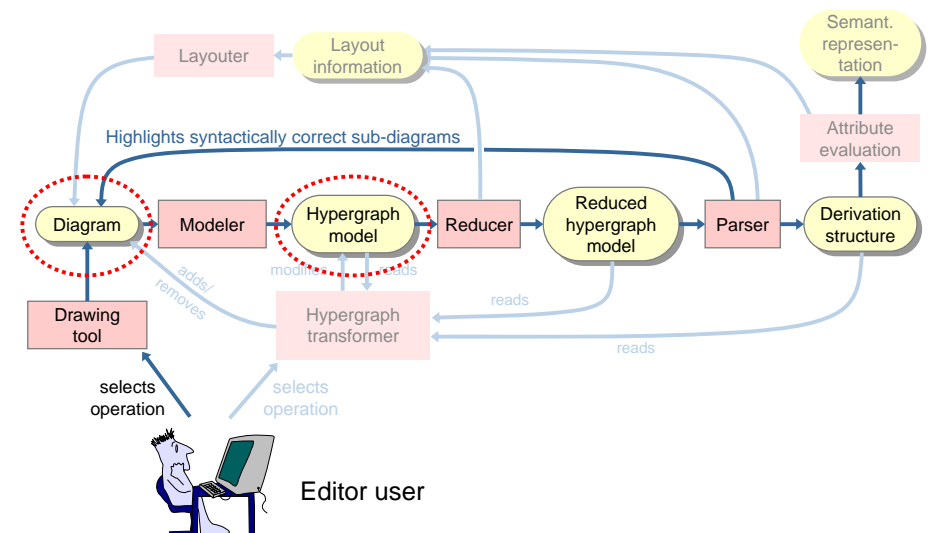 Semant.
represen-
tation
Layouter
Layout
information
Attribute
evaluation
Highlights syntactically correct sub-diagrams
Diagram
Modeler
Hypergraph
model
Reducer
Reduced
hypergraph
model
Parser
Derivation
structure
adds/
removes
modifies
reads
reads
reads
Drawing
tool
Hypergraph
transformer
selects
operation
selects
operation
Editor user